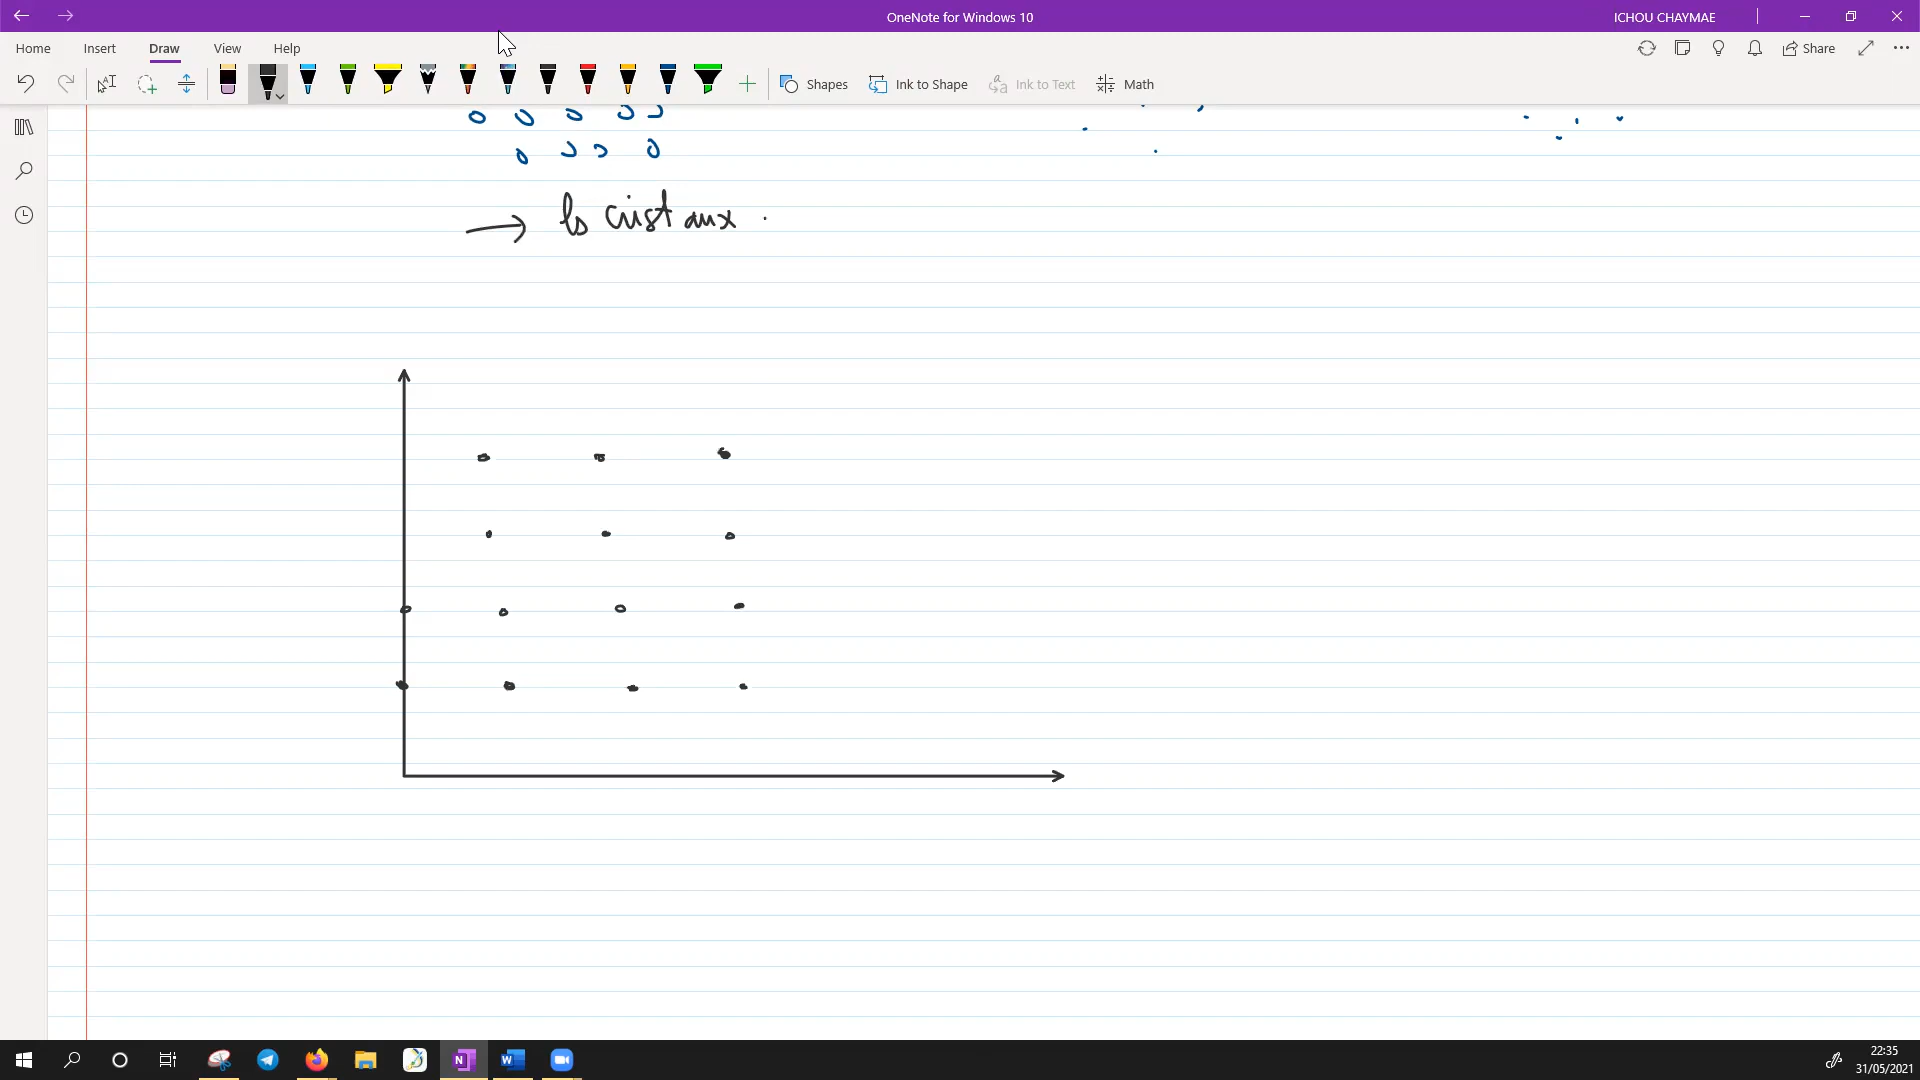 OneNote for Windows 10
ICHOU CHAYMAE
Home Insert Draw View Help
Share
Shapes Ink to Shape Ink to Text Math
→ ls cristaux .
22:35
31/05/2021